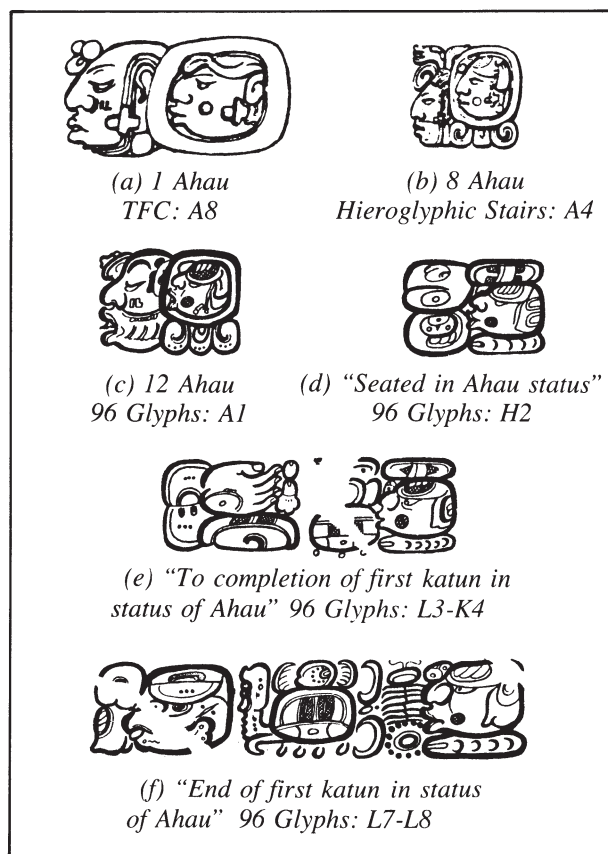 (a) 1 Ahau
TFC: A8
(b) 8 Ahau
Hieroglyphic Stairs: A4
(c) 12 Ahau
96 Glyphs: A1
(d) “Seated in Ahau status”
96 Glyphs: H2
(e) “To completion of first katun in
status of Ahau” 96 Glyphs: L3-K4
(f) “End of first katun in status
of Ahau” 96 Glyphs: L7-L8